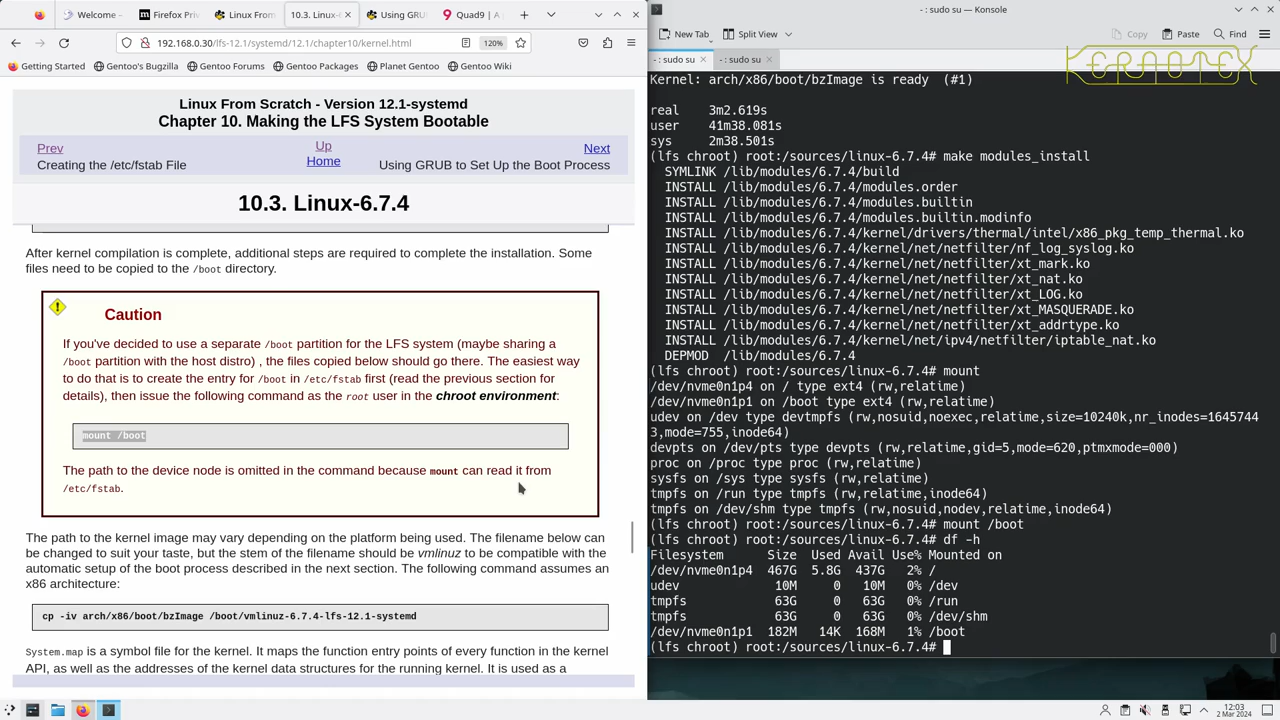 Welcome —
Firefox Priv
Linux From
10.3. Linux-
Using GRU
Quad9 | A
192.168.0.30/lfs-12.1/systemd/12.1/chapter10/kernel.html
120%
Getting Started
Gentoo's Bugzilla
Gentoo Forums
Gentoo Packages
Planet Gentoo
Gentoo Wiki
Linux From Scratch - Version 12.1-systemd
Chapter 10. Making the LFS System Bootable
Prev
Up
Next
Creating the /etc/fstab File
Home
Using GRUB to Set Up the Boot Process
10.3. Linux-6.7.4
After kernel compilation is complete, additional steps are required to complete the installation. Some
files need to be copied to the /boot directory.
Caution
If you've decided to use a separate /boot partition for the LFS system (maybe sharing a
/boot partition with the host distro) , the files copied below should go there. The easiest way
to do that is to create the entry for /boot in /etc/fstab first (read the previous section for
details), then issue the following command as the root user in the chroot environment:
mount /boot
The path to the device node is omitted in the command because mount can read it from
/etc/fstab.
The path to the kernel image may vary depending on the platform being used. The filename below can
be changed to suit your taste, but the stem of the filename should be vmlinuz to be compatible with the
automatic setup of the boot process described in the next section. The following command assumes an
x86 architecture:
cp -iv arch/x86/boot/bzImage /boot/vmlinuz-6.7.4-lfs-12.1-systemd
System.map is a symbol file for the kernel. It maps the function entry points of every function in the kernel
API, as well as the addresses of the kernel data structures for the running kernel. It is used as a
- : sudo su — Konsole
New Tab
Split View
Copy
Paste
Find
- : sudo su
- : sudo su
KERNOTEX
Kernel: arch/x86/boot/bzImage is ready  (#1)
real    3m2.619s
user    41m38.081s
sys     2m38.501s
(lfs chroot) root:/sources/linux-6.7.4# make modules_install
  SYMLINK /lib/modules/6.7.4/build
  INSTALL /lib/modules/6.7.4/modules.order
  INSTALL /lib/modules/6.7.4/modules.builtin
  INSTALL /lib/modules/6.7.4/modules.builtin.modinfo
  INSTALL /lib/modules/6.7.4/kernel/drivers/thermal/intel/x86_pkg_temp_thermal.ko
  INSTALL /lib/modules/6.7.4/kernel/net/netfilter/nf_log_syslog.ko
  INSTALL /lib/modules/6.7.4/kernel/net/netfilter/xt_mark.ko
  INSTALL /lib/modules/6.7.4/kernel/net/netfilter/xt_nat.ko
  INSTALL /lib/modules/6.7.4/kernel/net/netfilter/xt_LOG.ko
  INSTALL /lib/modules/6.7.4/kernel/net/netfilter/xt_MASQUERADE.ko
  INSTALL /lib/modules/6.7.4/kernel/net/netfilter/xt_addrtype.ko
  INSTALL /lib/modules/6.7.4/kernel/net/ipv4/netfilter/iptable_nat.ko
  DEPMOD  /lib/modules/6.7.4
(lfs chroot) root:/sources/linux-6.7.4# mount
/dev/nvme0n1p4 on / type ext4 (rw,relatime)
/dev/nvme0n1p1 on /boot type ext4 (rw,relatime)
udev on /dev type devtmpfs (rw,nosuid,noexec,relatime,size=10240k,nr_inodes=1645744
3,mode=755,inode64)
devpts on /dev/pts type devpts (rw,relatime,gid=5,mode=620,ptmxmode=000)
proc on /proc type proc (rw,relatime)
sysfs on /sys type sysfs (rw,relatime)
tmpfs on /run type tmpfs (rw,relatime,inode64)
tmpfs on /dev/shm type tmpfs (rw,nosuid,nodev,relatime,inode64)
(lfs chroot) root:/sources/linux-6.7.4# mount /boot
(lfs chroot) root:/sources/linux-6.7.4# df -h
Filesystem      Size  Used Avail Use% Mounted on
/dev/nvme0n1p4  467G  5.8G  437G   2% /
udev             10M     0   10M   0% /dev
tmpfs            63G     0   63G   0% /run
tmpfs            63G     0   63G   0% /dev/shm
/dev/nvme0n1p1  182M   14K  168M   1% /boot
(lfs chroot) root:/sources/linux-6.7.4#
12:03
2 Mar 2024